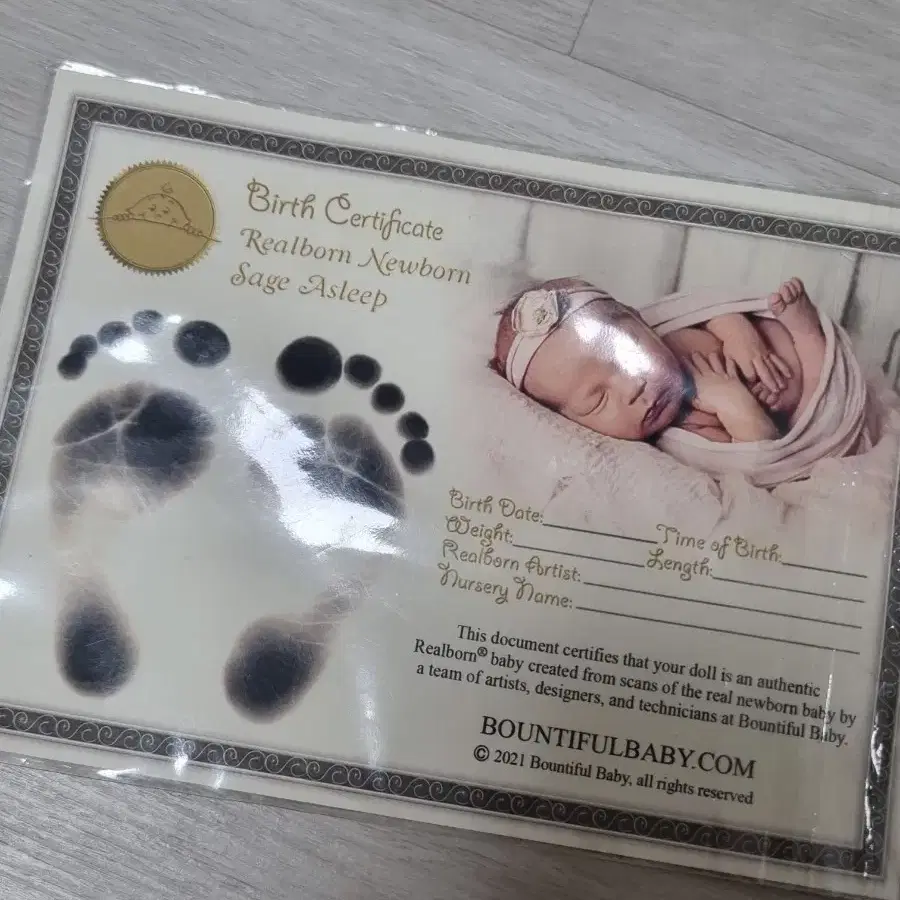 Birth Certificate
Realborn Newborn
Sage Asleep
Birth Date: Time of Birth:
Weight: Length:
Realborn Artist:
Nursery Name:
This document certifies that your doll is an authentic
Realborn® baby created from scans of the real newborn baby by
a team of artists, designers, and technicians at Bountiful Baby.
BOUNTIFULBABY.COM
© 2021 Bountiful Baby, all rights reserved